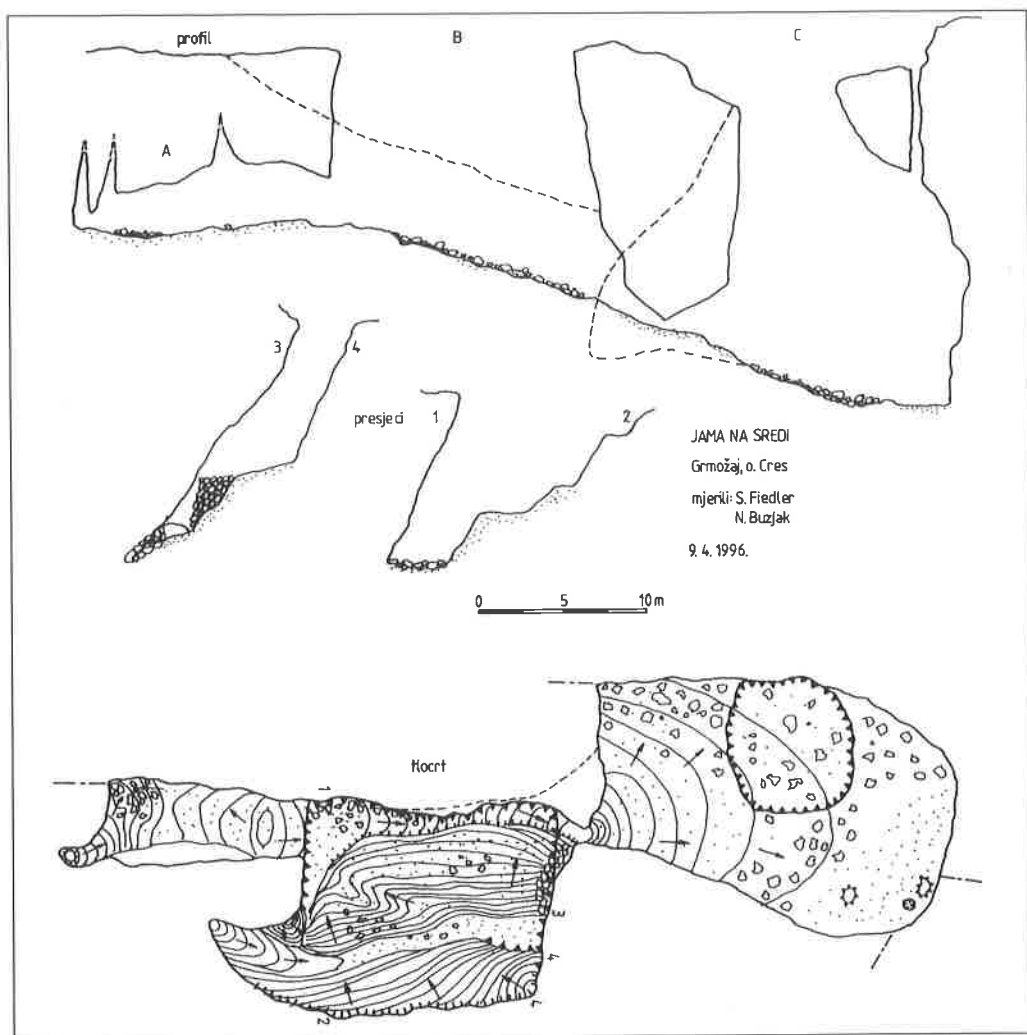 profil
B
C
A
3
4
presjeci
1
2
JAMA NA SREDI
Grmožaj, o. Cres
mjerili: S. Fiedler
N. Buzjak
9. 4. 1996.
0 5 10 m
tlocrt
1
3
4
2